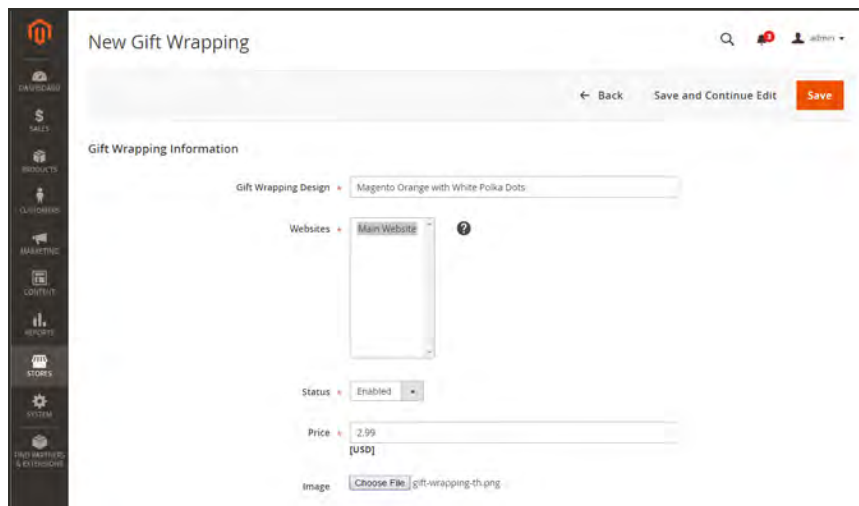 New Gift Wrapping
admin
DASHBOARD
SALES
PRODUCTS
CUSTOMERS
MARKETING
CONTENT
REPORTS
STORES
SYSTEM
FIND PARTNERS
& EXTENSIONS
Back
Save and Continue Edit
Save
Gift Wrapping Information
Gift Wrapping Design *
Magento Orange with White Polka Dots
Websites *
Main Website
?
Status *
Enabled
Price *
2.99
[USD]
Image
Choose File gift-wrapping-th.png